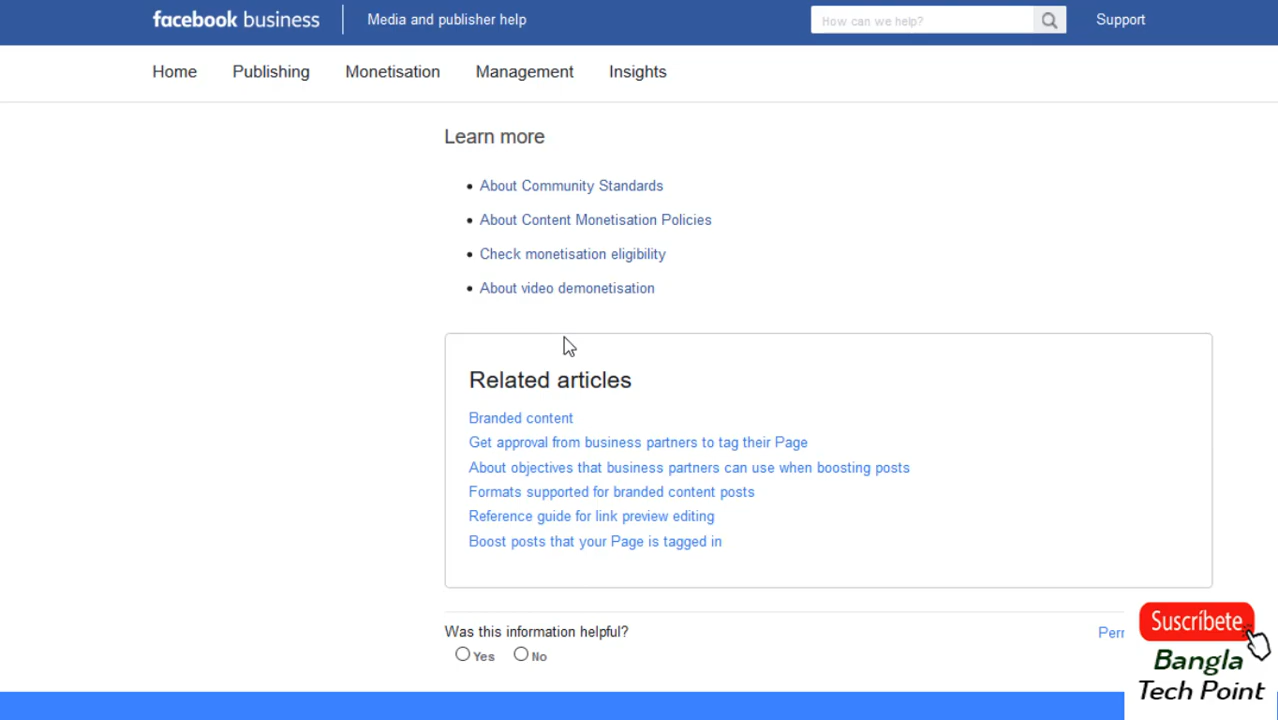 facebook business
Media and publisher help
How can we help?
Support
Home
Publishing
Monetisation
Management
Insights
Learn more
About Community Standards
About Content Monetisation Policies
Check monetisation eligibility
About video demonetisation
Related articles
Branded content
Get approval from business partners to tag their Page
About objectives that business partners can use when boosting posts
Formats supported for branded content posts
Reference guide for link preview editing
Boost posts that your Page is tagged in
Was this information helpful?
Yes
No
Suscríbete
Bangla
Tech Point